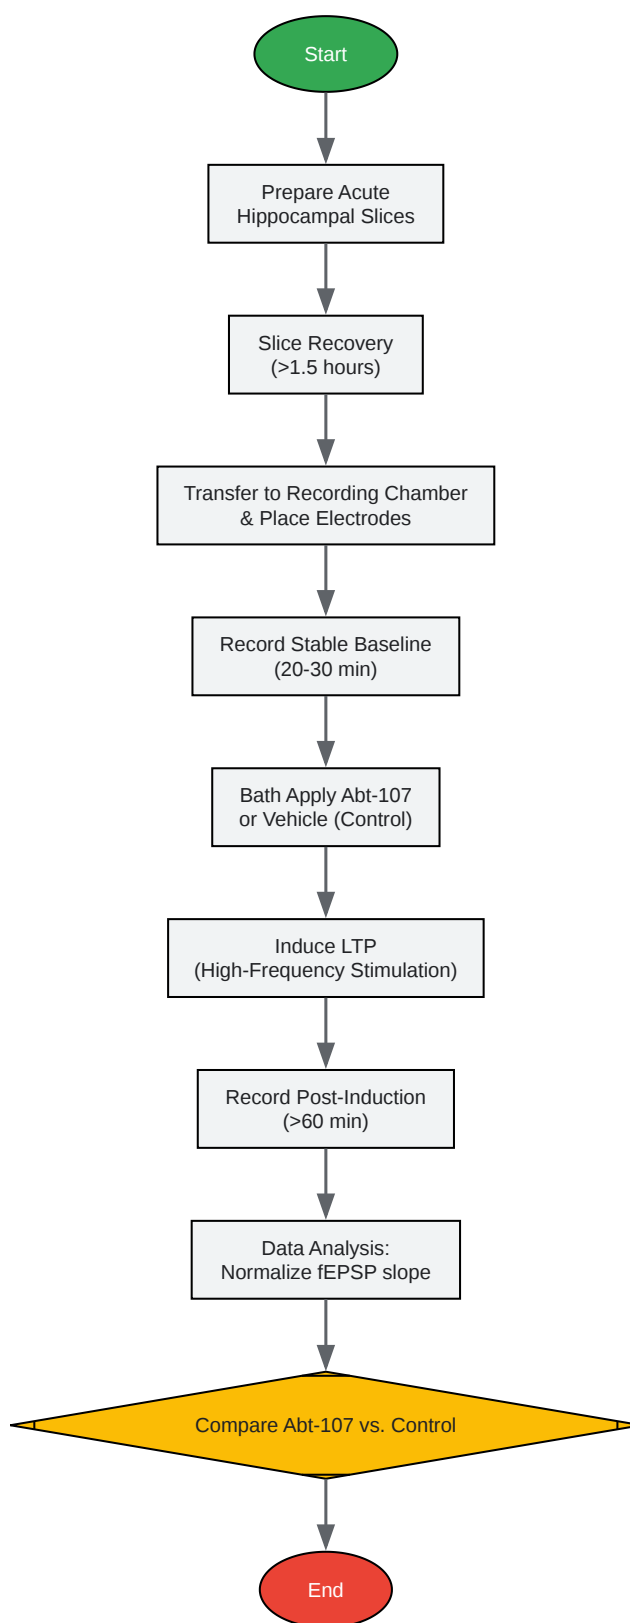 Start
Prepare Acute
Hippocampal Slices
Slice Recovery
(>1.5 hours)
Transfer to Recording Chamber
& Place Electrodes
Record Stable Baseline
(20-30 min)
Bath Apply Abt-107
or Vehicle (Control)
Induce LTP
(High-Frequency Stimulation)
Record Post-Induction
(>60 min)
Data Analysis:
Normalize fEPSP slope
Compare Abt-107 vs. Control
End